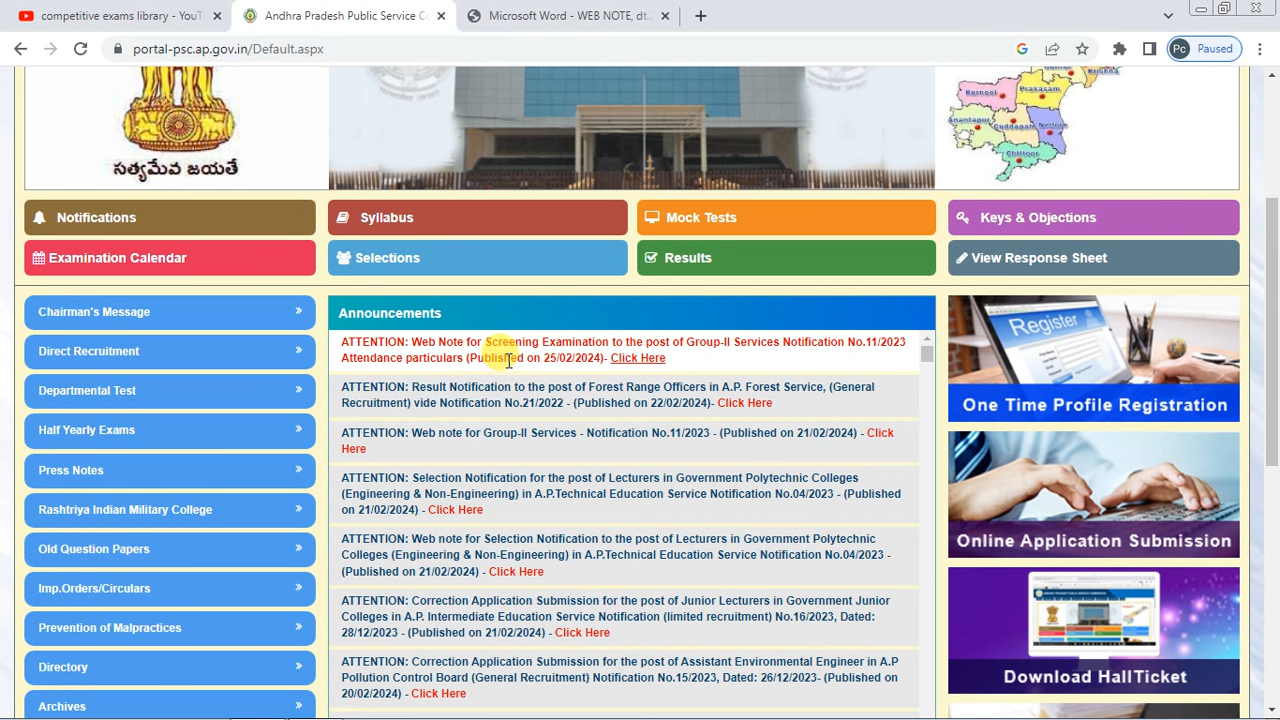 competitive exams library - YouTu
Andhra Pradesh Public Service Co
Microsoft Word - WEB NOTE, dt.2
portal-psc.ap.gov.in/Default.aspx
Pc Paused
Krishna
Kurnool
Prakasam
Anantapur
Cuddapah
Nellore
Chittoor
సత్యమేవ జయతే
Notifications
Syllabus
Mock Tests
Keys & Objections
Examination Calendar
Selections
Results
View Response Sheet
Chairman's Message
Direct Recruitment
Departmental Test
Half Yearly Exams
Press Notes
Rashtriya Indian Military College
Old Question Papers
Imp.Orders/Circulars
Prevention of Malpractices
Directory
Archives
Announcements
ATTENTION: Web Note for Screening Examination to the post of Group-II Services Notification No.11/2023
Attendance particulars (Published on 25/02/2024)- Click Here
ATTENTION: Result Notification to the post of Forest Range Officers in A.P. Forest Service, (General
Recruitment) vide Notification No.21/2022 - (Published on 22/02/2024)- Click Here
ATTENTION: Web note for Group-II Services - Notification No.11/2023 - (Published on 21/02/2024) - Click
Here
ATTENTION: Selection Notification for the post of Lecturers in Government Polytechnic Colleges
(Engineering & Non-Engineering) in A.P.Technical Education Service Notification No.04/2023 - (Published
on 21/02/2024) - Click Here
ATTENTION: Web note for Selection Notification to the post of Lecturers in Government Polytechnic
Colleges (Engineering & Non-Engineering) in A.P.Technical Education Service Notification No.04/2023 -
(Published on 21/02/2024) - Click Here
ATTENTION: Correction Application Submission for the post of Junior Lecturers in Government Junior
Colleges in A.P. Intermediate Education Service Notification (limited recruitment) No.16/2023, Dated:
28/12/2023 - (Published on 21/02/2024) - Click Here
ATTENTION: Correction Application Submission for the post of Assistant Environmental Engineer in A.P
Pollution Control Board (General Recruitment) Notification No.15/2023, Dated: 26/12/2023- (Published on
20/02/2024) - Click Here
Register
One Time Profile Registration
Online Application Submission
Download HallTicket